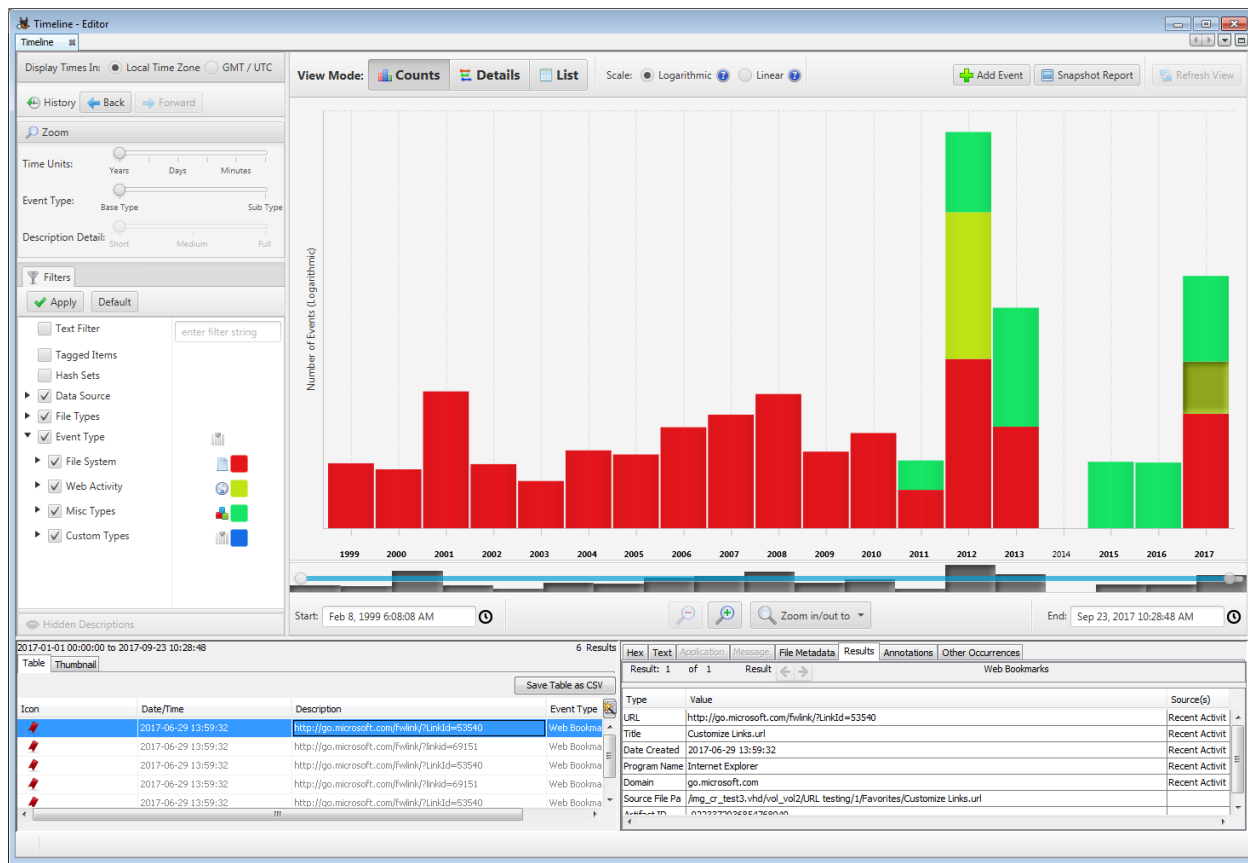 Timeline - Editor
Timeline
Display Times In: Local Time Zone GMT / UTC
History Back Forward
Zoom
Time Units:
Years Days Minutes
Event Type:
Base Type Sub Type
Description Detail:
Short Medium Full
Filters
Apply Default
Text Filter enter filter string
Tagged Items
Hash Sets
Data Source
File Types
Event Type
File System
Web Activity
Misc Types
Custom Types
Hidden Descriptions
View Mode: Counts Details List Scale: Logarithmic Linear Add Event Snapshot Report Refresh View
Number of Events (Logarithmic)
1999 2000 2001 2002 2003 2004 2005 2006 2007 2008 2009 2010 2011 2012 2013 2014 2015 2016 2017
Start: Feb 8, 1999 6:08:08 AM Zoom in/out to End: Sep 23, 2017 10:28:48 AM
2017-01-01 00:00:00 to 2017-09-23 10:28:48 6 Results
Table Thumbnail
Save Table as CSV
Icon Date/Time Description Event Type
2017-06-29 13:59:32 http://go.microsoft.com/fwlink/?LinkId=53540 Web Bookma
2017-06-29 13:59:32 http://go.microsoft.com/fwlink/?linkid=69151 Web Bookma
2017-06-29 13:59:32 http://go.microsoft.com/fwlink/?LinkId=53540 Web Bookma
2017-06-29 13:59:32 http://go.microsoft.com/fwlink/?linkid=69151 Web Bookma
2017-06-29 13:59:32 http://go.microsoft.com/fwlink/?LinkId=53540 Web Bookma
Hex Text Application Message File Metadata Results Annotations Other Occurrences
Result: 1 of 1 Result Web Bookmarks
Type Value Source(s)
URL http://go.microsoft.com/fwlink/?LinkId=53540 Recent Activit
Title Customize Links.url Recent Activit
Date Created 2017-06-29 13:59:32 Recent Activit
Program Name Internet Explorer Recent Activit
Domain go.microsoft.com Recent Activit
Source File Pa /img_cr_test3.vhd/vol_vol2/URL testing/1/Favorites/Customize Links.url
Artifact ID